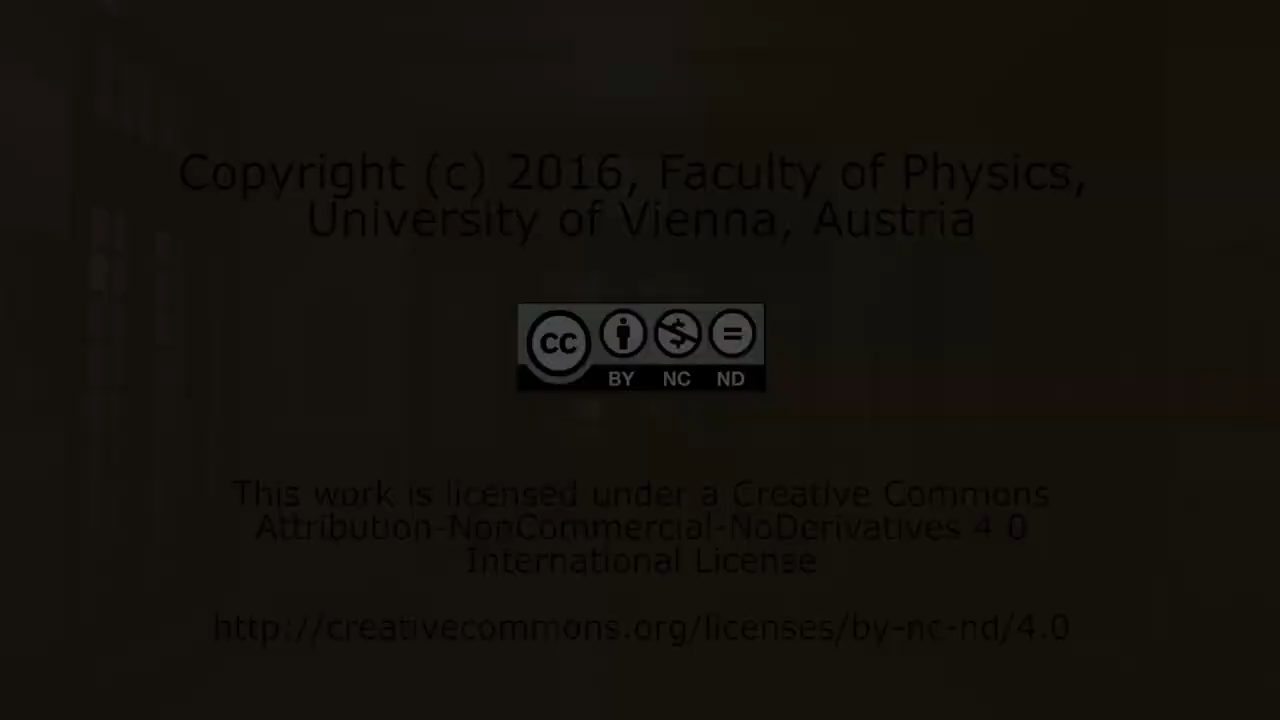 Copyright (c) 2016, Faculty of Physics,
University of Vienna, Austria
CC
BY NC ND
This work is licensed under a Creative Commons
Attribution-NonCommercial-NoDerivatives 4.0
International License
http://creativecommons.org/licenses/by-nc-nd/4.0